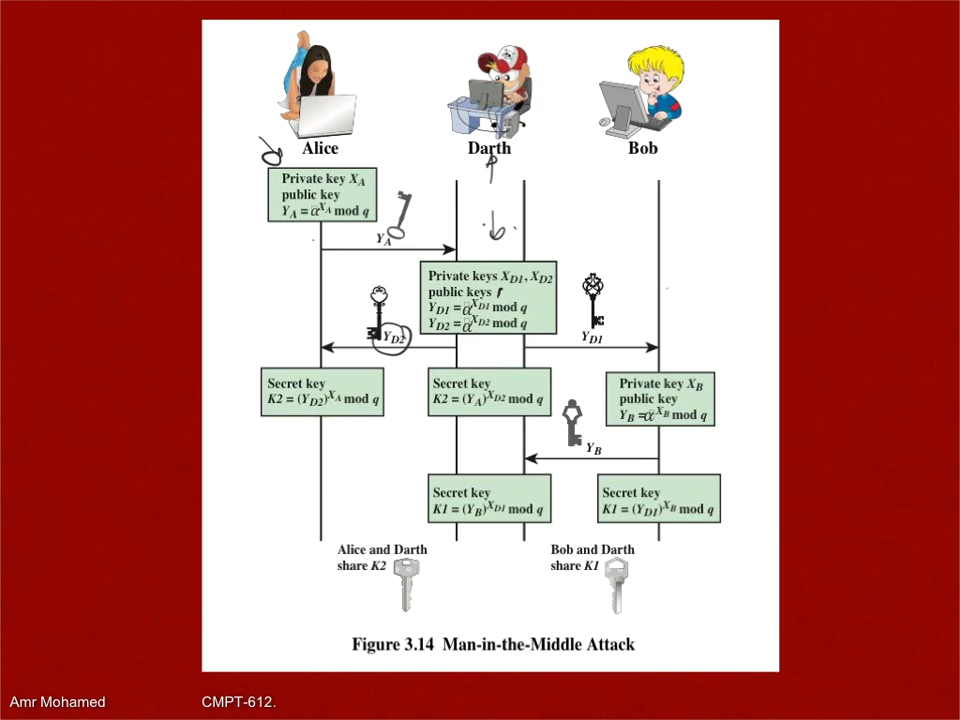 Alice
Darth
Bob
Private key X_A
public key
Y_A = α^{X_A} mod q
Y_A
Private keys X_{D1}, X_{D2}
public keys
Y_{D1} = α^{X_{D1}} mod q
Y_{D2} = α^{X_{D2}} mod q
Y_{D2}
Y_{D1}
Secret key
K2 = (Y_{D2})^{X_A} mod q
Secret key
K2 = (Y_A)^{X_{D2}} mod q
Private key X_B
public key
Y_B = α^{X_B} mod q
Y_B
Secret key
K1 = (Y_B)^{X_{D1}} mod q
Secret key
K1 = (Y_{D1})^{X_B} mod q
Alice and Darth
share K2
Bob and Darth
share K1
Figure 3.14 Man-in-the-Middle Attack
Amr Mohamed
CMPT-612.